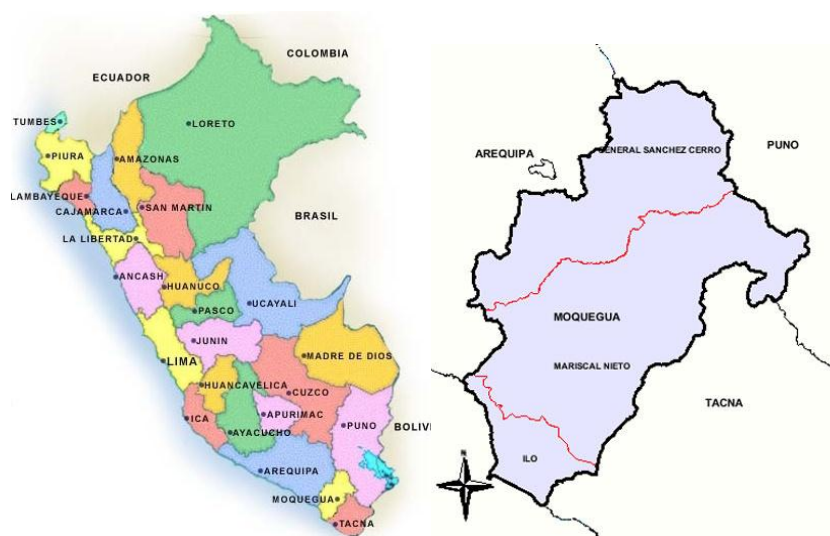 COLOMBIA
ECUADOR
TUMBES
LORETO
PIURA
AMAZONAS
LAMBAYEQUE
CAJAMARCA
SAN MARTIN
BRASIL
LA LIBERTAD
ANCASH
HUANUCO
UCAYALI
PASCO
JUNIN
LIMA
MADRE DE DIOS
HUANCAVELICA
CUZCO
ICA
APURIMAC
AYACUCHO
PUNO
BOLIVI
AREQUIPA
MOQUEGUA
TACNA
GENERAL SANCHEZ CERRO
PUNO
AREQUIPA
MOQUEGUA
MARISCAL NIETO
TACNA
ILO
N